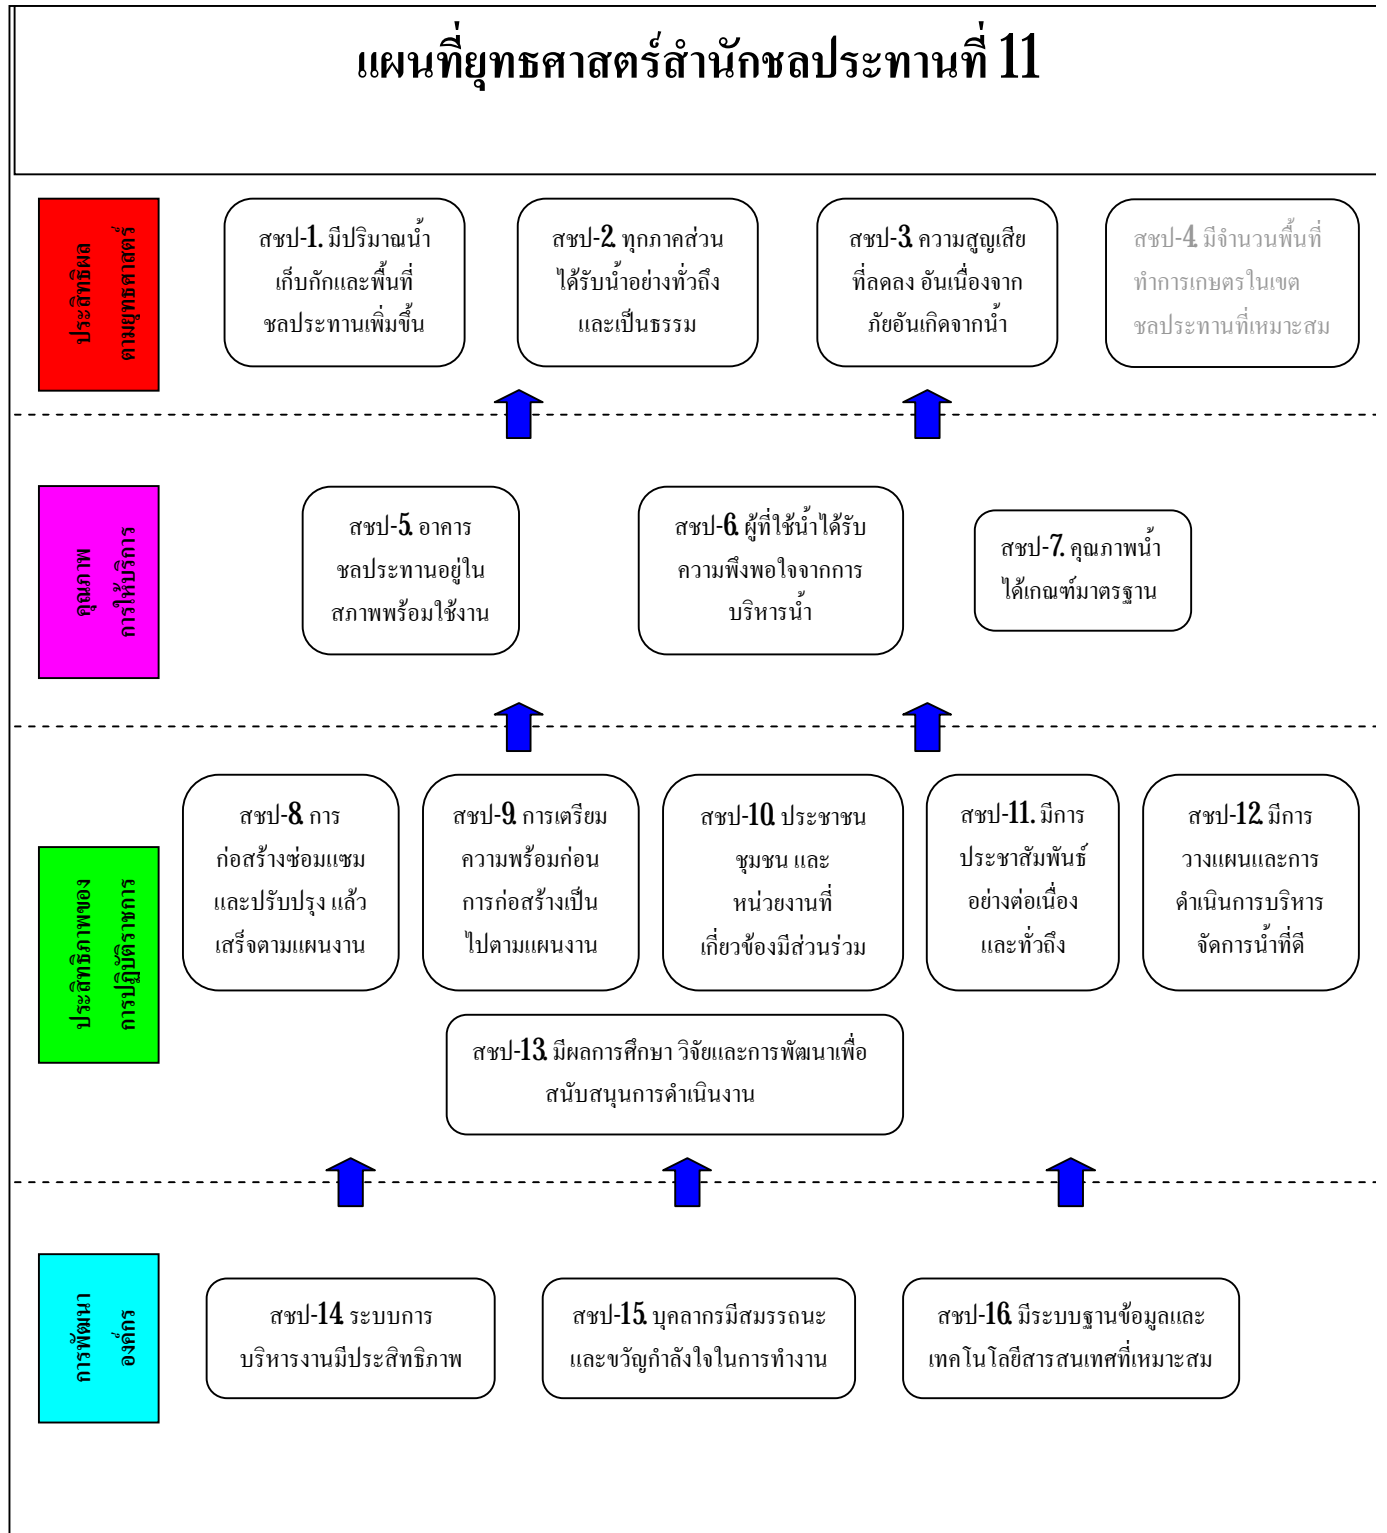 แผนที่ยุทธศาสตร์สำนักชลประทานที่ 11
ประสิทธิผล
ตามยุทธศาสตร์
สชป-1. มีปริมาณน้ำ
เก็บกักและพื้นที่
ชลประทานเพิ่มขึ้น
สชป-2. ทุกภาคส่วน
ได้รับน้ำอย่างทั่วถึง
และเป็นธรรม
สชป-3. ความสูญเสีย
ที่ลดลง อันเนื่องจาก
ภัยอันเกิดจากน้ำ
สชป-4. มีจำนวนพื้นที่
ทำการเกษตรในเขต
ชลประทานที่เหมาะสม
คุณภาพ
การให้บริการ
สชป-5. อาคาร
ชลประทานอยู่ใน
สภาพพร้อมใช้งาน
สชป-6. ผู้ที่ใช้น้ำได้รับ
ความพึงพอใจจากการ
บริหารน้ำ
สชป-7. คุณภาพน้ำ
ได้เกณฑ์มาตรฐาน
ประสิทธิภาพของ
การปฏิบัติราชการ
สชป-8. การ
ก่อสร้างซ่อมแซม
และปรับปรุง แล้ว
เสร็จตามแผนงาน
สชป-9. การเตรียม
ความพร้อมก่อน
การก่อสร้างเป็น
ไปตามแผนงาน
สชป-10. ประชาชน
ชุมชน และ
หน่วยงานที่
เกี่ยวข้องมีส่วนร่วม
สชป-11. มีการ
ประชาสัมพันธ์
อย่างต่อเนื่อง
และทั่วถึง
สชป-12. มีการ
วางแผนและการ
ดำเนินการบริหาร
จัดการน้ำที่ดี
สชป-13. มีผลการศึกษา วิจัยและการพัฒนาเพื่อ
สนับสนุนการดำเนินงาน
การพัฒนา
องค์กร
สชป-14. ระบบการ
บริหารงานมีประสิทธิภาพ
สชป-15. บุคลากรมีสมรรถนะ
และขวัญกำลังใจในการทำงาน
สชป-16. มีระบบฐานข้อมูลและ
เทคโนโลยีสารสนเทศที่เหมาะสม